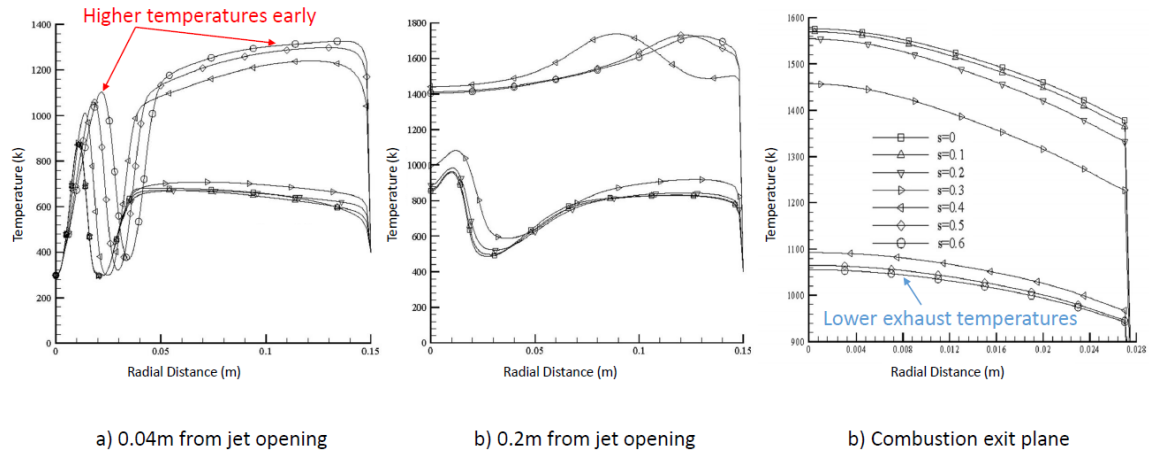 Higher temperatures early
1400
1200
1000
800
600
400
200
0
Temperature (k)
0
0.05
0.1
0.15
Radial Distance (m)
2000
1800
1600
1400
1200
1000
800
600
400
200
0
Temperature (k)
0
0.05
0.1
0.15
Radial Distance (m)
1600
1500
1400
1300
1200
1100
1000
900
Temperature (k)
s=0
s=0.1
s=0.2
s=0.3
s=0.4
s=0.5
s=0.6
Lower exhaust temperatures
0
0.004
0.008
0.012
0.016
0.02
0.024
0.028
Radial Distance (m)
a) 0.04m from jet opening
b) 0.2m from jet opening
b) Combustion exit plane